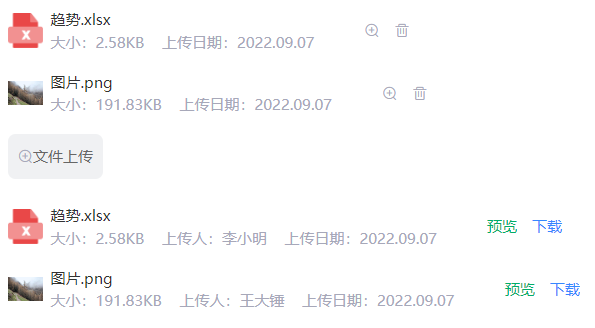 趋势.xlsx
大小：2.58KB 上传日期：2022.09.07
图片.png
大小：191.83KB 上传日期：2022.09.07
文件上传
趋势.xlsx
大小：2.58KB 上传人：李小明 上传日期：2022.09.07 预览 下载
图片.png
大小：191.83KB 上传人：王大锤 上传日期：2022.09.07 预览 下载